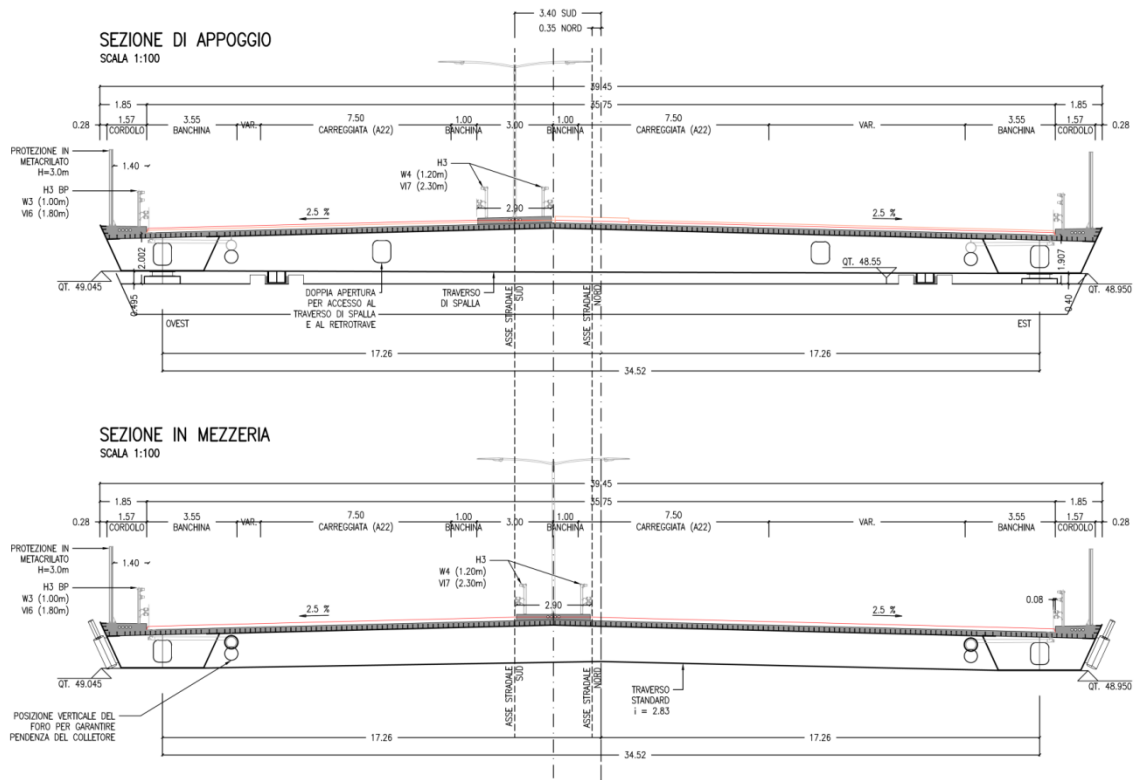 3.40 SUD
0.35 NORD
SEZIONE DI APPOGGIO
SCALA 1:100
39.45
1.85 35.75 1.85
0.28 1.57 3.55 VAR. 7.50 1.00 3.00 1.00 7.50 VAR. 3.55 1.57 0.28
CORDOLO BANCHINA CARREGGIATA (A22) BANCHINA BANCHINA CARREGGIATA (A22) BANCHINA CORDOLO
PROTEZIONE IN
METACRILATO
H=3.0m
1.40
H3 BP
W3 (1.00m)
VI6 (1.80m)
H3
W4 (1.20m)
VI7 (2.30m)
2.90
2.5 %
2.5 %
2.002
1.907
QT. 49.045
QT. 48.55
QT. 48.950
0.495
0.40
DOPPIA APERTURA
PER ACCESSO AL
TRAVERSO DI SPALLA
E AL RETROTRAVE
TRAVERSO
DI SPALLA
ASSE STRADALE
SUD
ASSE STRADALE
NORD
OVEST
EST
17.26 17.26
34.52
SEZIONE IN MEZZERIA
SCALA 1:100
39.45
1.85 35.75 1.85
0.28 1.57 3.55 VAR. 7.50 1.00 3.00 1.00 7.50 VAR. 3.55 1.57 0.28
CORDOLO BANCHINA CARREGGIATA (A22) BANCHINA BANCHINA CARREGGIATA (A22) BANCHINA CORDOLO
PROTEZIONE IN
METACRILATO
H=3.0m
1.40
H3 BP
W3 (1.00m)
VI6 (1.80m)
H3
W4 (1.20m)
VI7 (2.30m)
2.90
0.08
2.5 %
2.5 %
QT. 49.045
QT. 48.950
ASSE STRADALE
SUD
ASSE STRADALE
NORD
TRAVERSO
STANDARD
i = 2.83
POSIZIONE VERTICALE DEL
FORO PER GARANTIRE
PENDENZA DEL COLLETORE
17.26 17.26
34.52